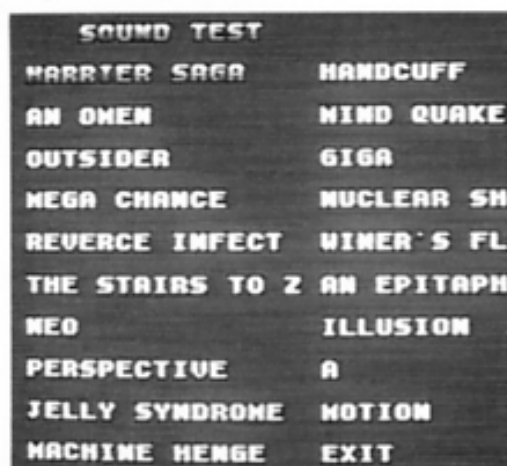 SOUND TEST
HARRIER SAGA HANDCUFF
AN OMEN MIND QUAKE
OUTSIDER GIGA
MEGA CHANCE NUCLEAR SH
REVERCE INFECT WINER'S FL
THE STAIRS TO Z AN EPITAPH
NEO ILLUSION
PERSPECTIVE A
JELLY SYNDROME MOTION
MACHINE HENGE EXIT